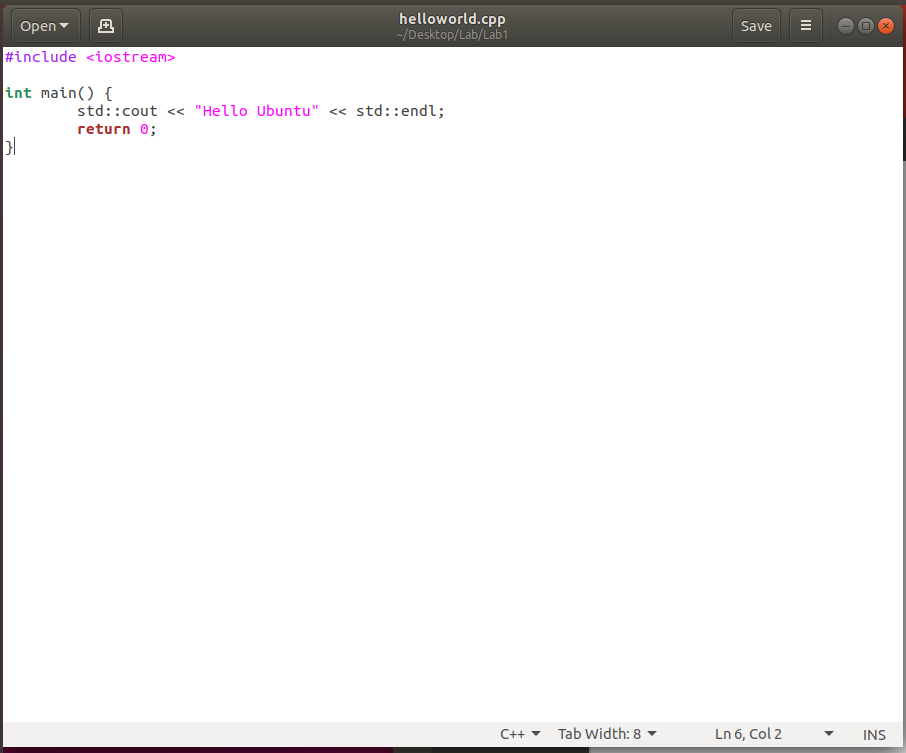 Open
helloworld.cpp
~/Desktop/Lab/Lab1
Save
#include <iostream>
int main() {
        std::cout << "Hello Ubuntu" << std::endl;
        return 0;
}
C++
Tab Width: 8
Ln 6, Col 2
INS